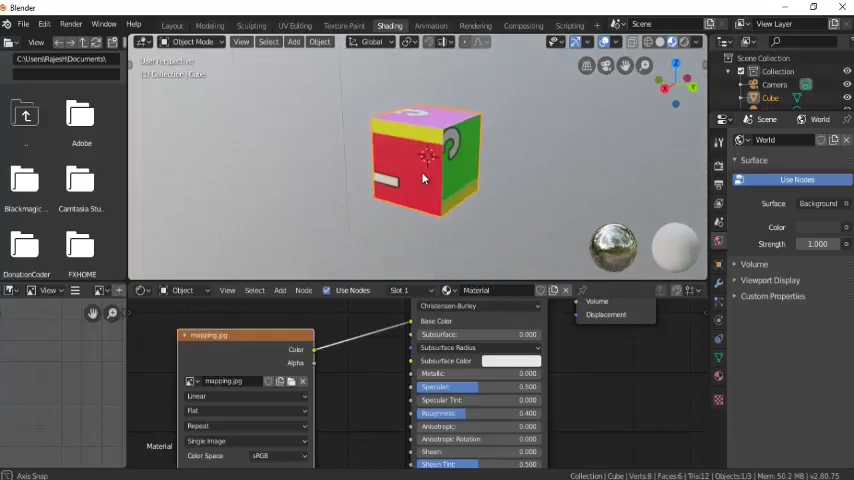 Blender
File Edit Render Window Help Layout Modeling Sculpting UV Editing Texture Paint Shading Animation Rendering Compositing Scripting Scene View Layer
View Object Mode View Select Add Object Global
C:\Users\Rajesh\Documents\
User Perspective
(1) Collection | Cube
Scene Collection
Collection
Camera
Cube
Scene World
World
Surface
Use Nodes
Surface Background
Color
Strength 1.000
Volume
Viewport Display
Custom Properties
..
Adobe
Blackmagic ..
Camtasia Stu..
DonationCoder
FXHOME
X
Y
Z
View Object View Select Add Node Use Nodes Slot 1 Material
Christensen-Burley
Base Color
Subsurface: 0.000
Subsurface Radius
Subsurface Color
Metallic: 0.000
Specular: 0.500
Specular Tint: 0.000
Roughness: 0.400
Anisotropic: 0.000
Anisotropic Rotation: 0.000
Sheen: 0.000
Sheen Tint: 0.500
Volume
Displacement
mapping.jpg
Color
Alpha
mapping.jpg
Linear
Flat
Repeat
Single Image
Color Space sRGB
Material
Axis Snap
Collection | Cube | Verts:8 | Faces:6 | Tris:12 | Objects:1/3 | Mem: 50.2 MB | v2.80.75